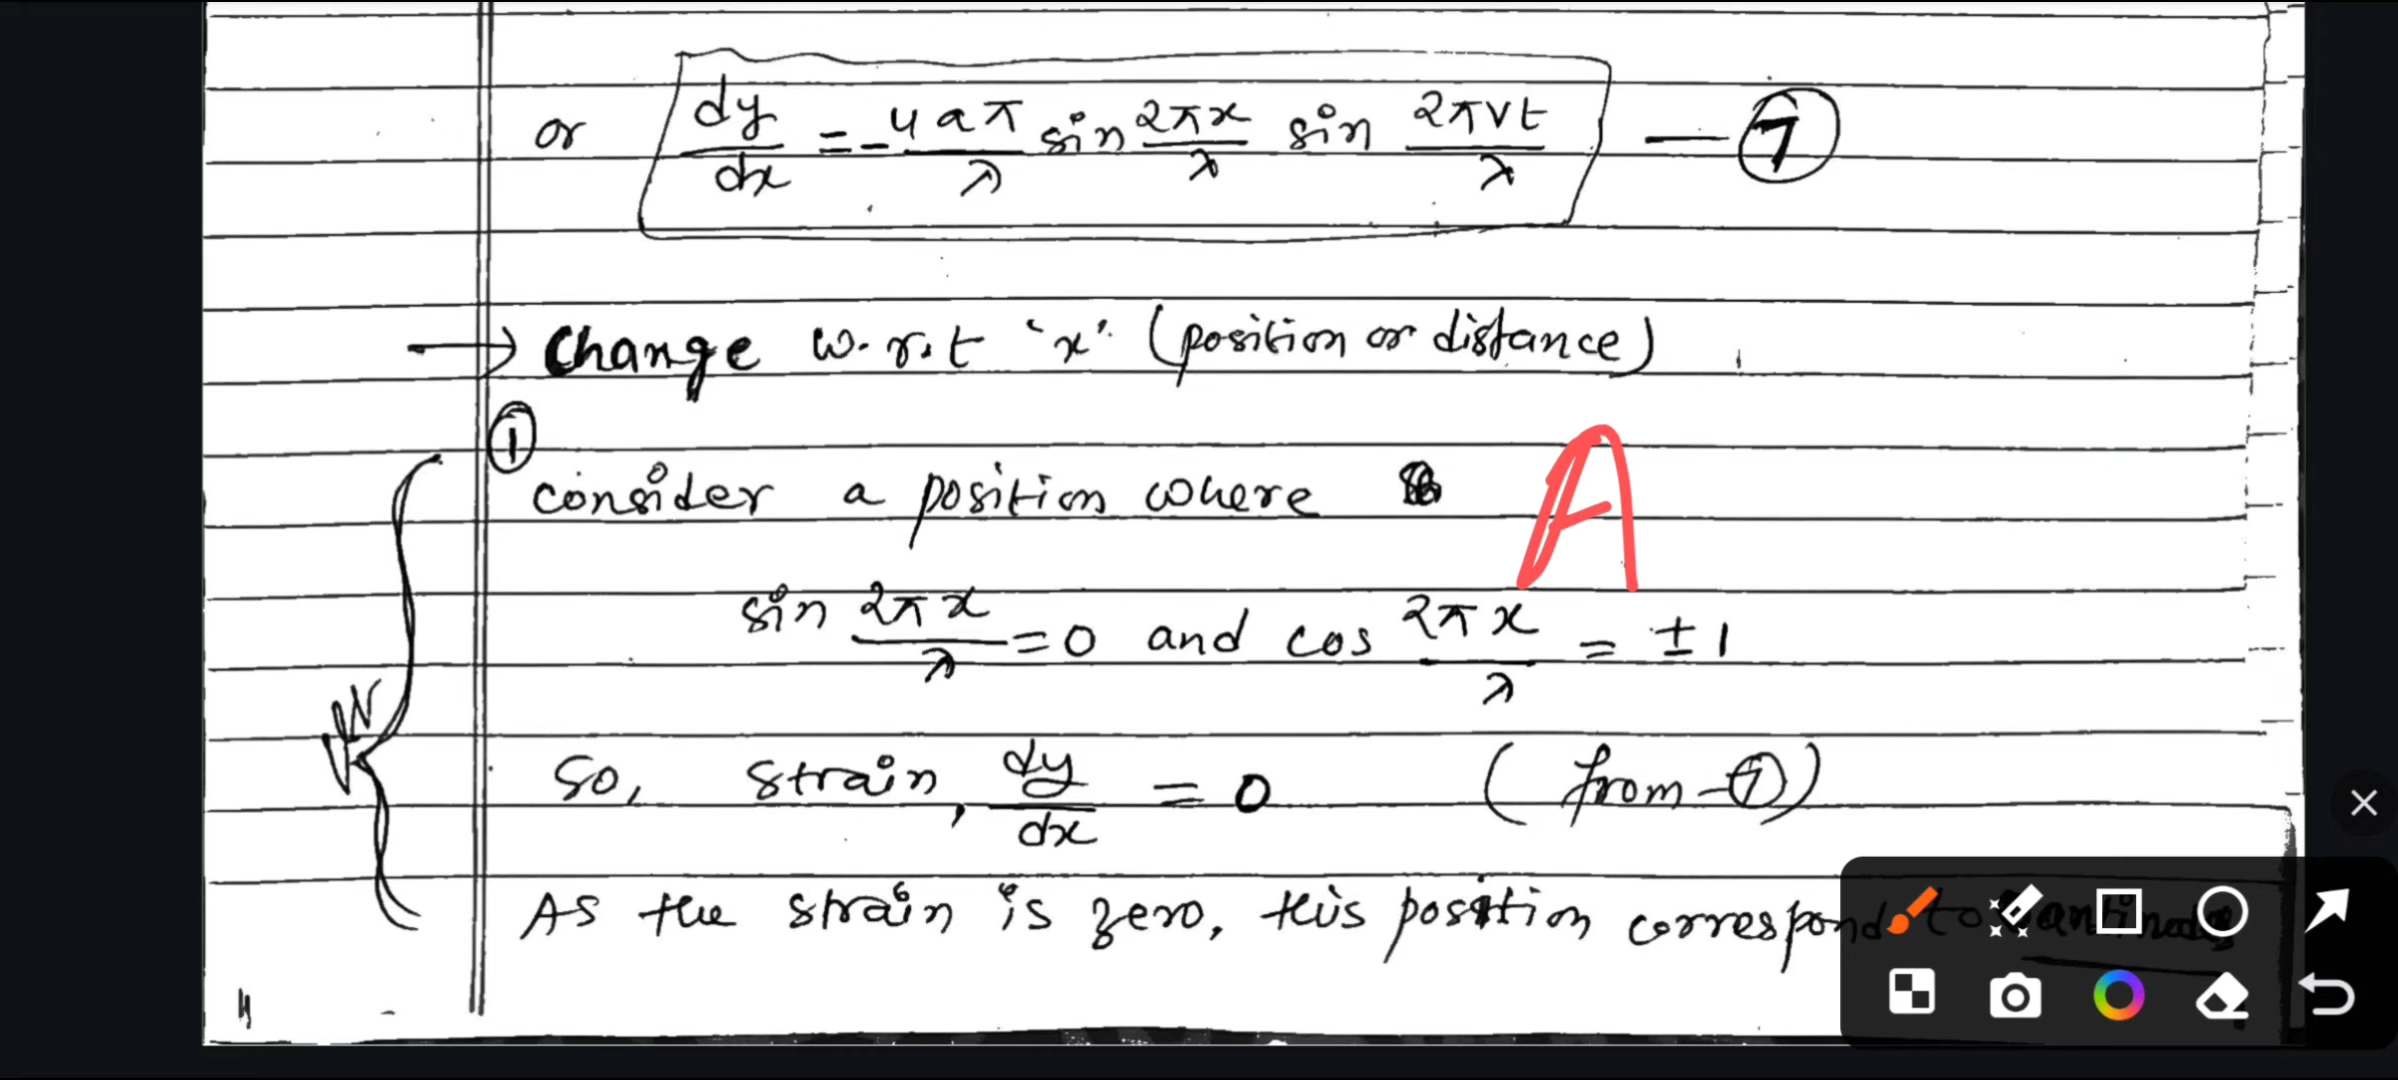 or dy/dx = - 4aπ/λ sin 2πx/λ sin 2πvt/λ — ⑦
→ Change w.r.t 'x' (position or distance)
①
consider a position where
A
sin 2πx/λ = 0 and cos 2πx/λ = ± 1
So, strain, dy/dx = 0 (from - ⑦)
As the strain is zero, this position correspond to antinodes